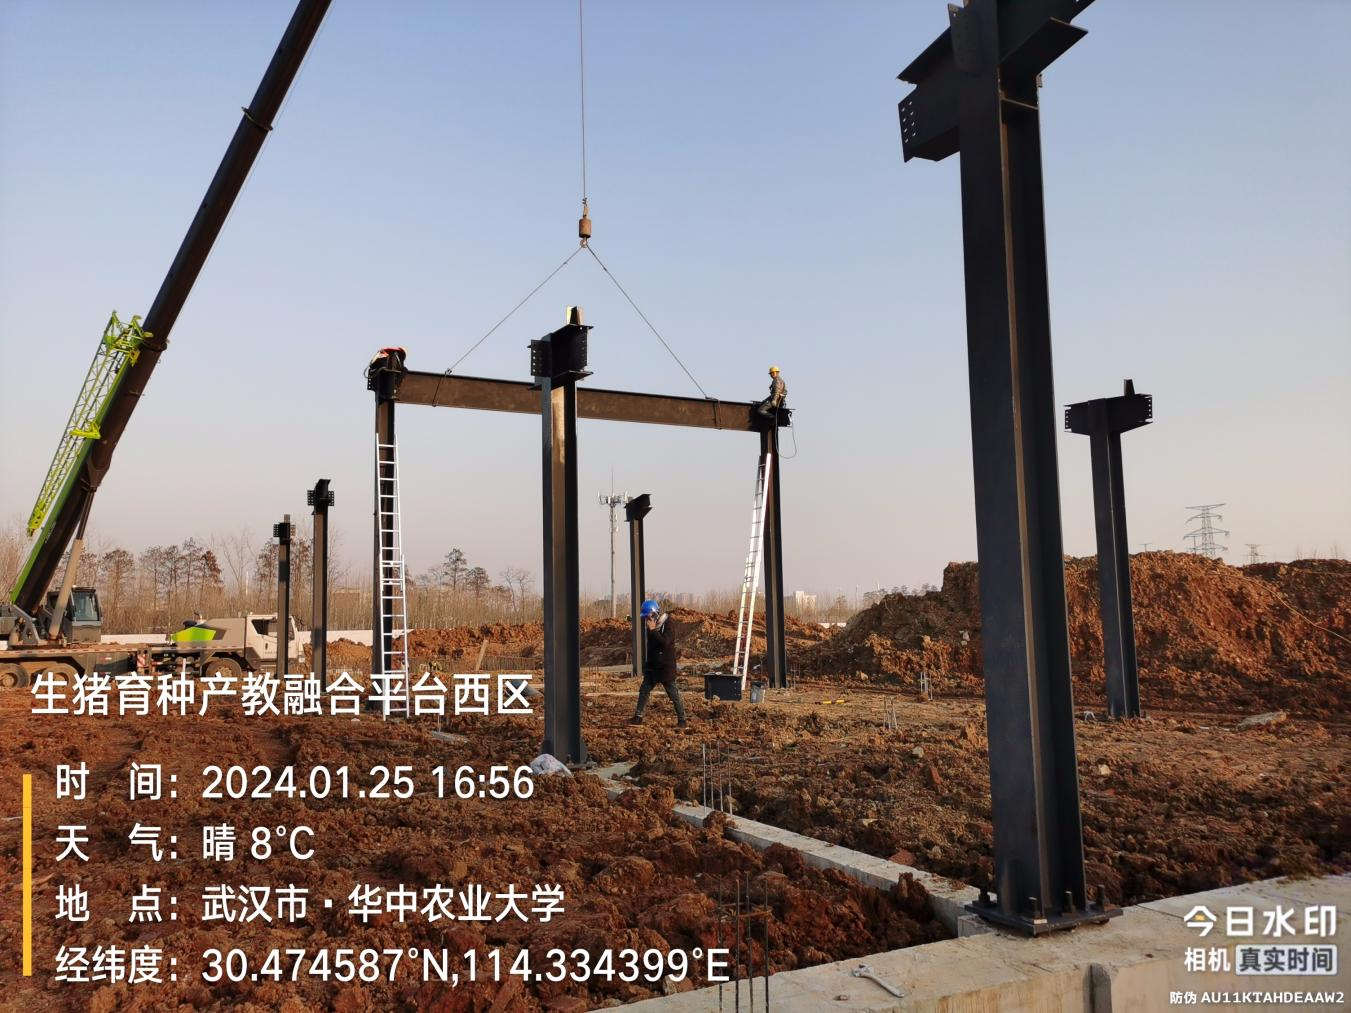 生猪育种产教融合平台西区
时 间：2024.01.25 16:56
天 气：晴 8℃
地 点：武汉市·华中农业大学
经纬度：30.474587°N,114.334399°E
今日水印
相机 真实时间
防伪 AU11KTAHDEAAW2